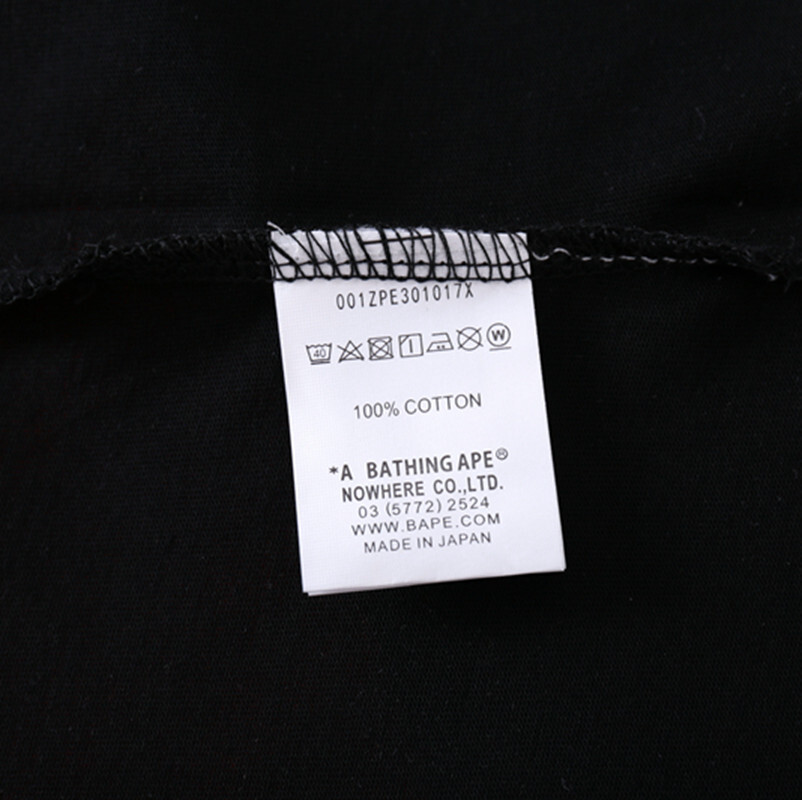 001ZPE301017X
40 W
100% COTTON
*A BATHING APE®
NOWHERE CO.,LTD.
03 (5772) 2524
WWW.BAPE.COM
MADE IN JAPAN